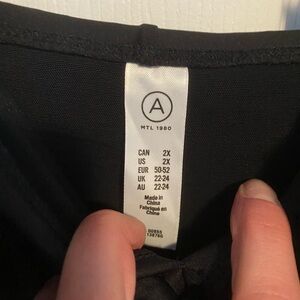 A
MTL 1980
CAN 2X
US 2X
EUR 50-52
UK 22-24
AU 22-24
Made in
China
Fabriqué en
Chine